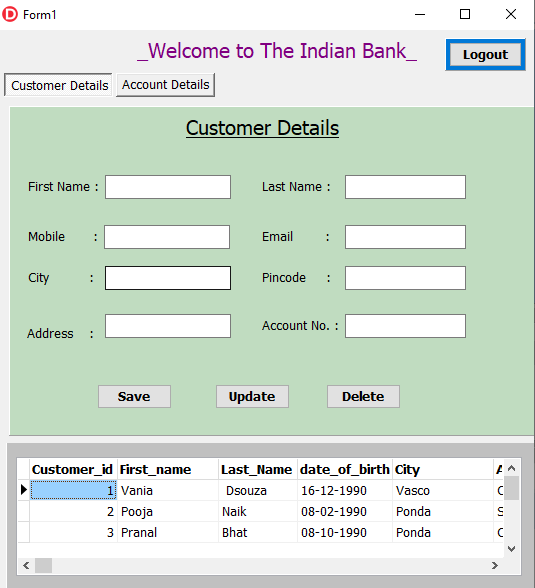 Form1
_Welcome to The Indian Bank_
Logout
Customer Details Account Details
Customer Details
First Name : Last Name :
Mobile : Email :
City : Pincode :
Address : Account No. :
Save Update Delete
Customer_id First_name Last_Name date_of_birth City A
1 Vania Dsouza 16-12-1990 Vasco C
2 Pooja Naik 08-02-1990 Ponda S
3 Pranal Bhat 08-10-1990 Ponda C